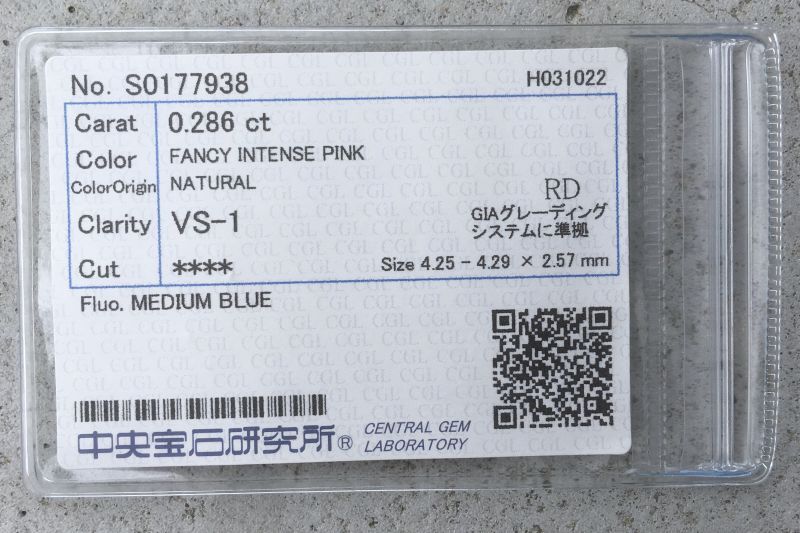 No. S0177938 H031022
Carat 0.286 ct
Color FANCY INTENSE PINK
ColorOrigin NATURAL
RD
Clarity VS-1
GIAグレーディング
システムに準拠
Cut **** Size 4.25 - 4.29 × 2.57 mm
Fluo. MEDIUM BLUE
中央宝石研究所® CENTRAL GEM
LABORATORY